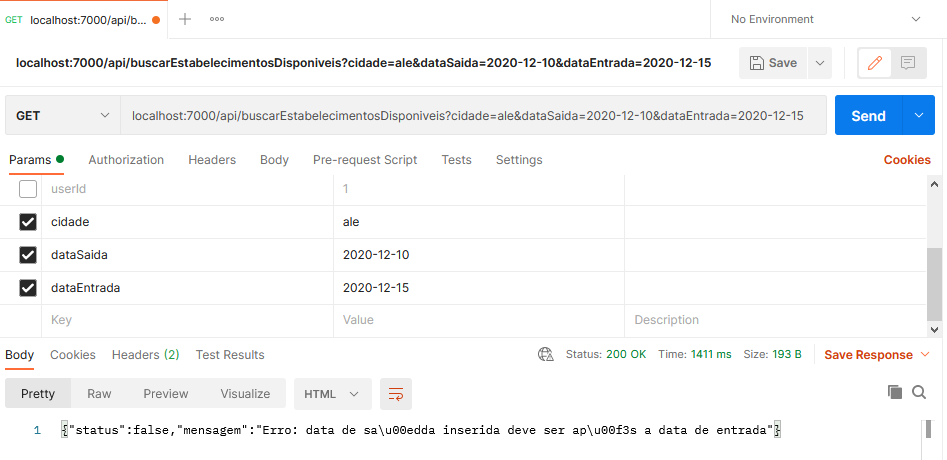 GET localhost:7000/api/b... No Environment
localhost:7000/api/buscarEstabelecimentosDisponiveis?cidade=ale&dataSaida=2020-12-10&dataEntrada=2020-12-15 Save
GET localhost:7000/api/buscarEstabelecimentosDisponiveis?cidade=ale&dataSaida=2020-12-10&dataEntrada=2020-12-15 Send
Params Authorization Headers Body Pre-request Script Tests Settings Cookies
userId 1
cidade ale
dataSaida 2020-12-10
dataEntrada 2020-12-15
Key Value Description
Body Cookies Headers (2) Test Results Status: 200 OK Time: 1411 ms Size: 193 B Save Response
Pretty Raw Preview Visualize HTML
1 {"status":false,"mensagem":"Erro: data de sa\u00edda inserida deve ser ap\u00f3s a data de entrada"}